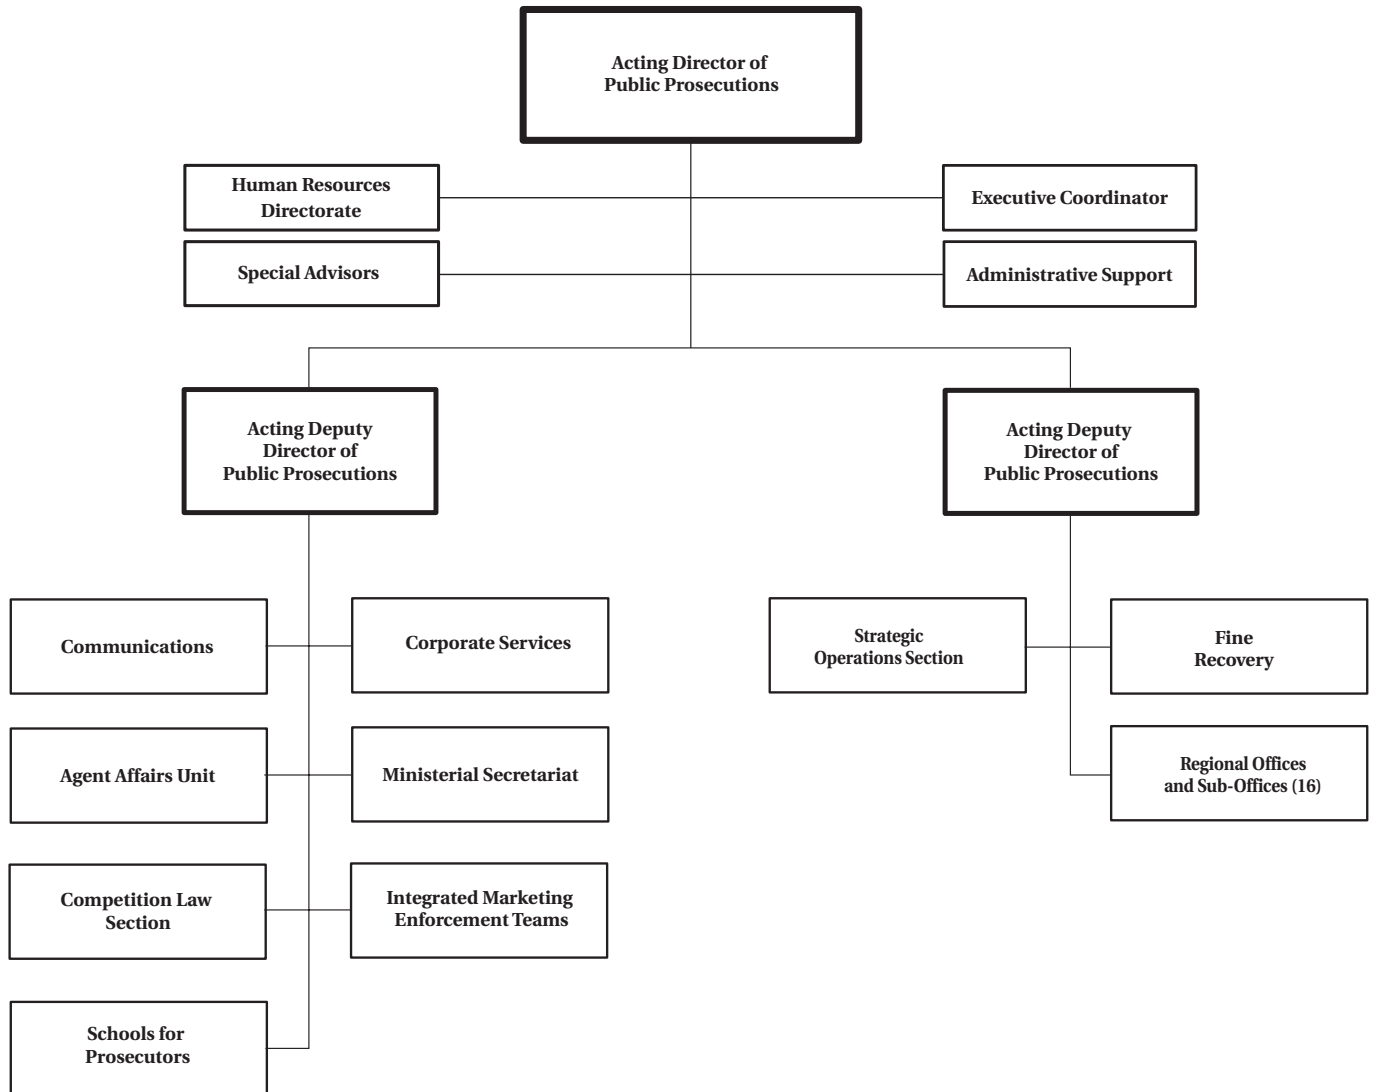 Acting Director of
Public Prosecutions
Human Resources
Directorate
Executive Coordinator
Special Advisors
Administrative Support
Acting Deputy
Director of
Public Prosecutions
Acting Deputy
Director of
Public Prosecutions
Communications
Corporate Services
Strategic
Operations Section
Fine
Recovery
Agent Affairs Unit
Ministerial Secretariat
Regional Offices
and Sub-Offices (16)
Competition Law
Section
Integrated Marketing
Enforcement Teams
Schools for
Prosecutors